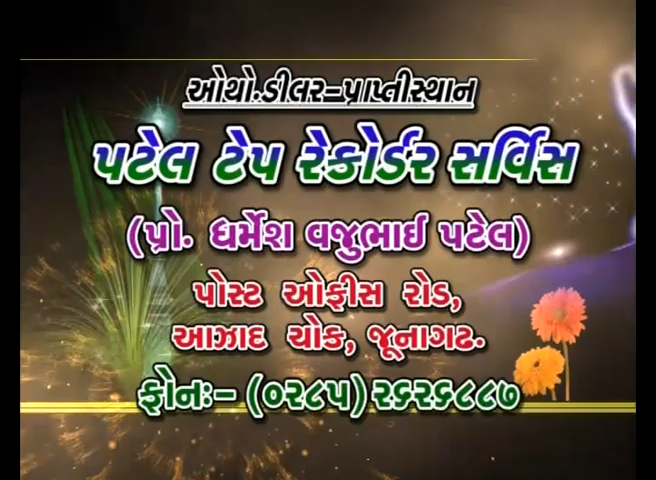 ઓથો.ડીલર-પ્રાપ્તીસ્થાન
પટેલ ટેપ રેકોર્ડર સર્વિસ
(પ્રો. ધર્મેશ વજુભાઈ પટેલ)
પોસ્ટ ઓફીસ રોડ,
આઝાદ ચોક, જૂનાગઢ.
ફોનઃ- (૦૨૮૫) ૨૬૨૬૮૮૭